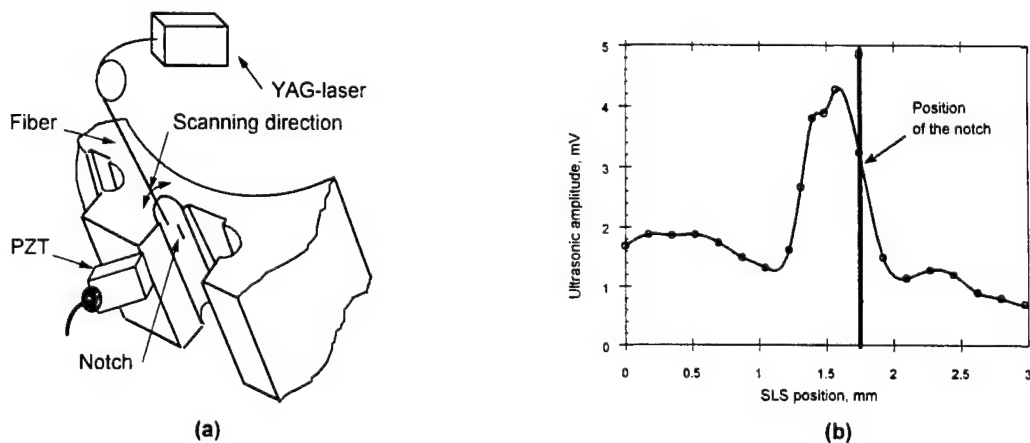 YAG-laser
Fiber
Scanning direction
PZT
Notch
(a)
5
4
3
2
1
0
Ultrasonic amplitude, mV
Position
of the notch
0
0.5
1
1.5
2
2.5
3
SLS position, mm
(b)